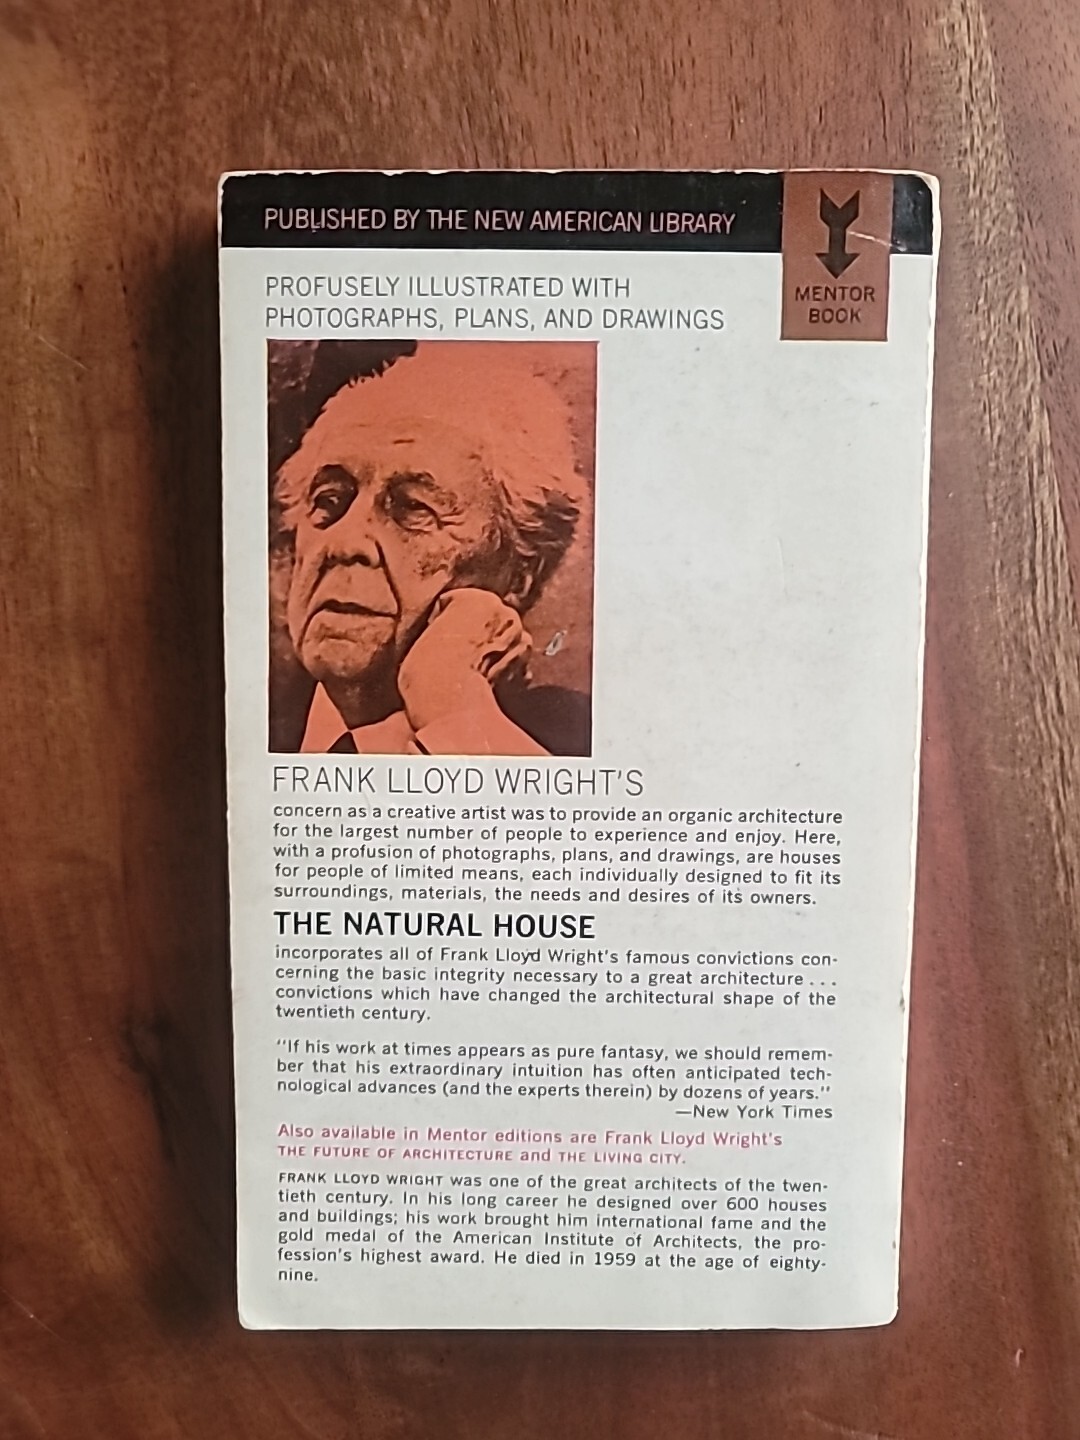 PUBLISHED BY THE NEW AMERICAN LIBRARY
MENTOR
BOOK
PROFUSELY ILLUSTRATED WITH
PHOTOGRAPHS, PLANS, AND DRAWINGS
FRANK LLOYD WRIGHT'S
concern as a creative artist was to provide an organic architecture
for the largest number of people to experience and enjoy. Here,
with a profusion of photographs, plans, and drawings, are houses
for people of limited means, each individually designed to fit its
surroundings, materials, the needs and desires of its owners.
THE NATURAL HOUSE
incorporates all of Frank Lloyd Wright's famous convictions con-
cerning the basic integrity necessary to a great architecture . . .
convictions which have changed the architectural shape of the
twentieth century.
"If his work at times appears as pure fantasy, we should remem-
ber that his extraordinary intuition has often anticipated tech-
nological advances (and the experts therein) by dozens of years."
—New York Times
Also available in Mentor editions are Frank Lloyd Wright's
THE FUTURE OF ARCHITECTURE and THE LIVING CITY.
FRANK LLOYD WRIGHT was one of the great architects of the twen-
tieth century. In his long career he designed over 600 houses
and buildings; his work brought him international fame and the
gold medal of the American Institute of Architects, the pro-
fession's highest award. He died in 1959 at the age of eighty-
nine.